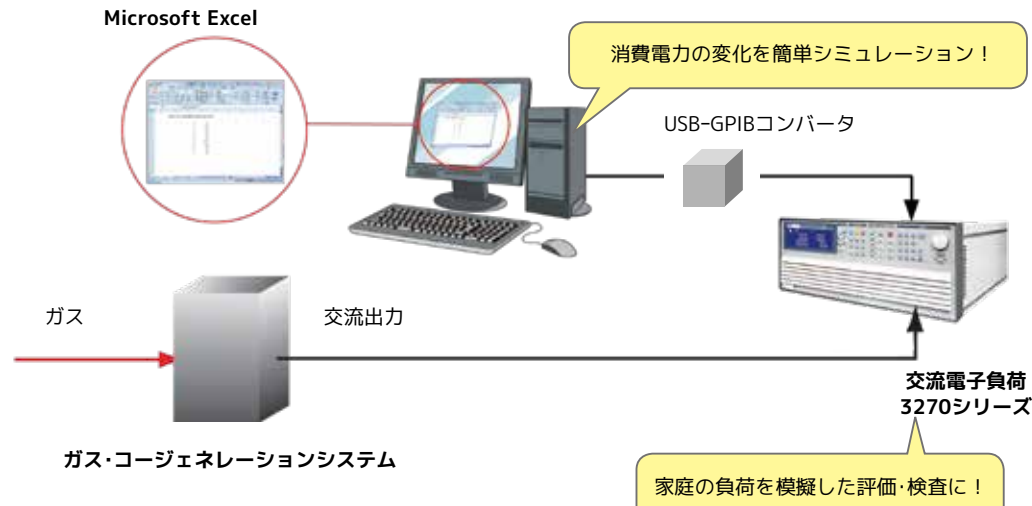 Microsoft Excel
消費電力の変化を簡単シミュレーション！
USB-GPIBコンバータ
ガス
交流出力
交流電子負荷
3270シリーズ
ガス・コージェネレーションシステム
家庭の負荷を模擬した評価・検査に！